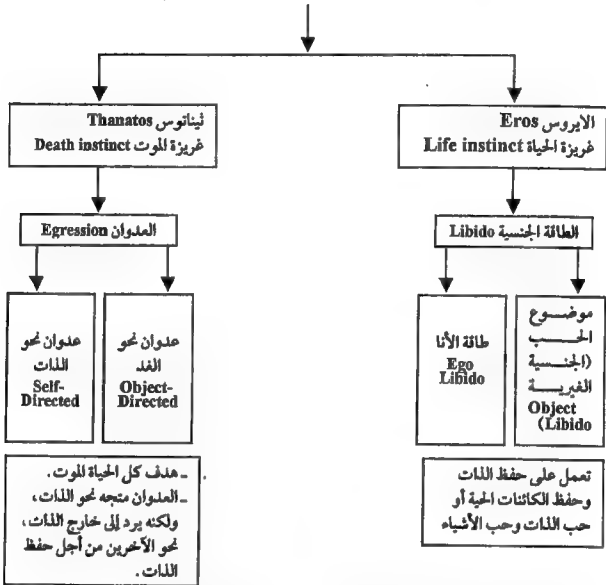 الايروس Eros
غريزة الحياة Life instinct
ثيناتوس Thanatos
غريزة الموت Death instinct
الطاقة الجنسية Libido
العدوان Egression
موضوع
الحب
(الجنسية
الغيرية
Object
(Libido
طاقة الأنا
Ego
Libido
عدوان نحو
الغد
Object-
Directed
عدوان نحو
الذات
Self-
Directed
تعمل على حفظ الذات
وحفظ الكائنات الحية أو
حب الذات وحب الأشياء
ـ هدف كل الحياة الموت.
ـ العدوان متجه نحو الذات،
ولكنه يرد إلى خارج الذات،
نحو الآخرين من أجل حفظ
الذات.